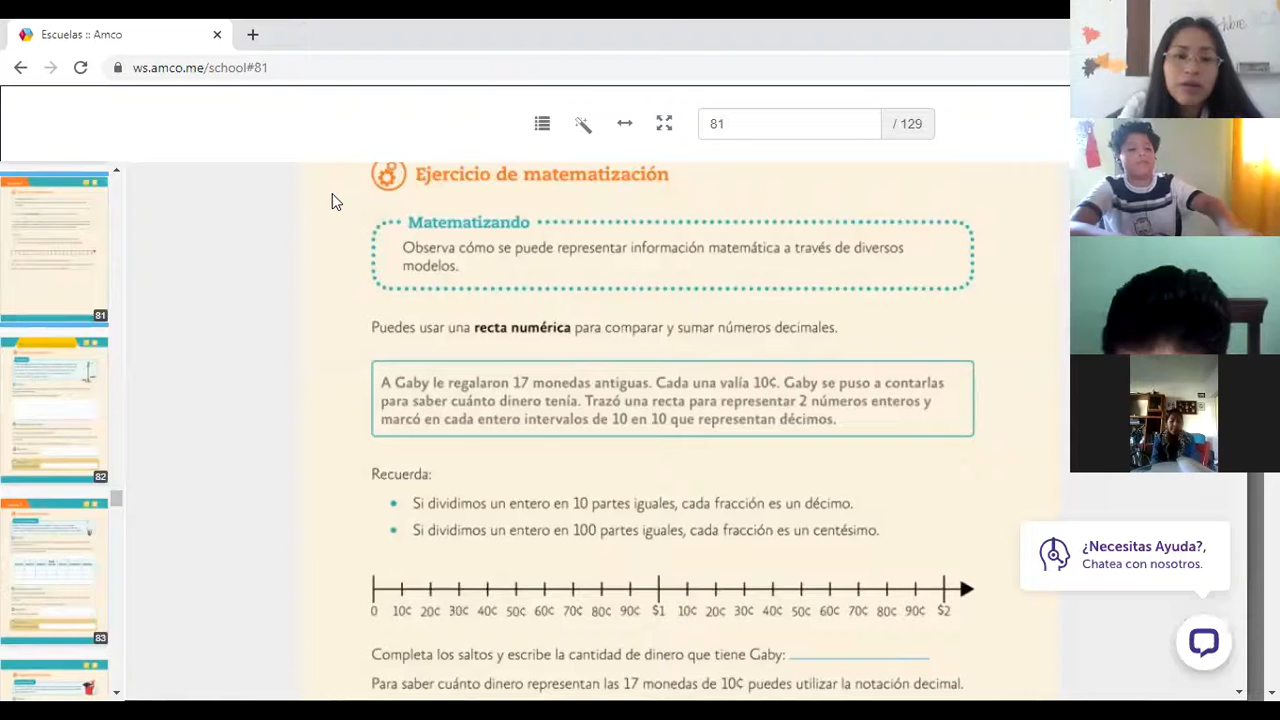 Escuelas :: Amco
ws.amco.me/school#81
81 / 129
Ejercicio de matematización
Matematizando
Observa cómo se puede representar información matemática a través de diversos
modelos.
Puedes usar una recta numérica para comparar y sumar números decimales.
A Gaby le regalaron 17 monedas antiguas. Cada una valía 10¢. Gaby se puso a contarlas
para saber cuánto dinero tenía. Trazó una recta para representar 2 números enteros y
marcó en cada entero intervalos de 10 en 10 que representan décimos.
Recuerda:
• Si dividimos un entero en 10 partes iguales, cada fracción es un décimo.
• Si dividimos un entero en 100 partes iguales, cada fracción es un centésimo.
0 10¢ 20¢ 30¢ 40¢ 50¢ 60¢ 70¢ 80¢ 90¢ $1 10¢ 20¢ 30¢ 40¢ 50¢ 60¢ 70¢ 80¢ 90¢ $2
Completa los saltos y escribe la cantidad de dinero que tiene Gaby:
Para saber cuánto dinero representan las 17 monedas de 10¢ puedes utilizar la notación decimal.
81
82
83
¿Necesitas Ayuda?,
Chatea con nosotros.